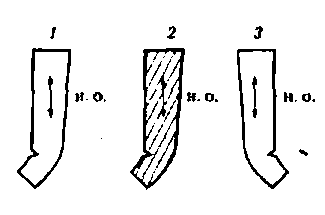 1 2 3
н. о. н. о. н. о.